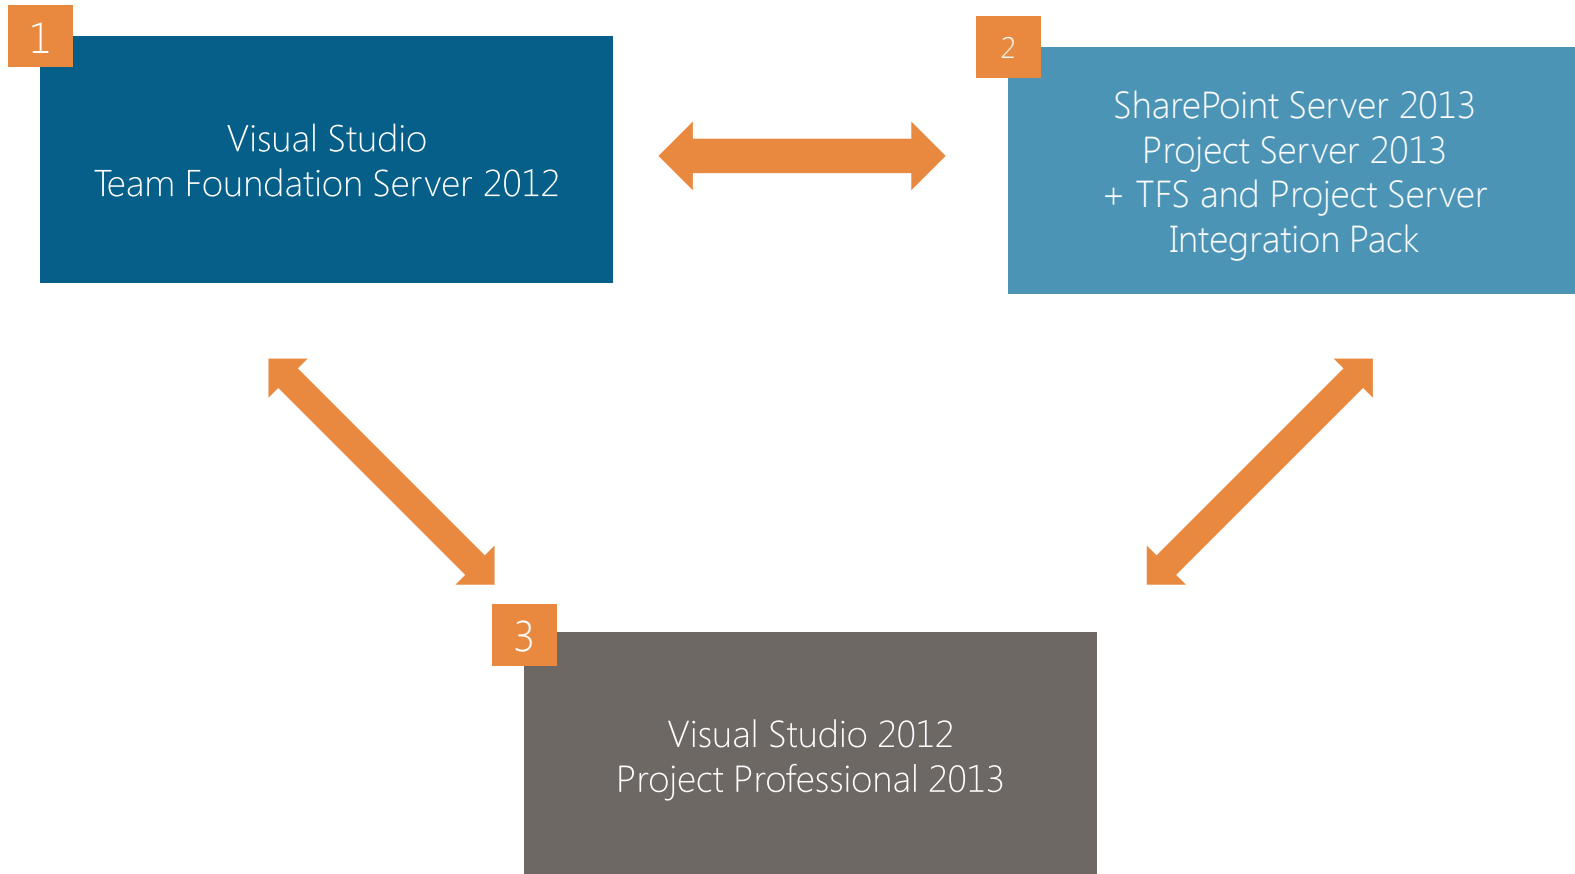 1
Visual Studio
Team Foundation Server 2012
2
SharePoint Server 2013
Project Server 2013
+ TFS and Project Server
Integration Pack
3
Visual Studio 2012
Project Professional 2013